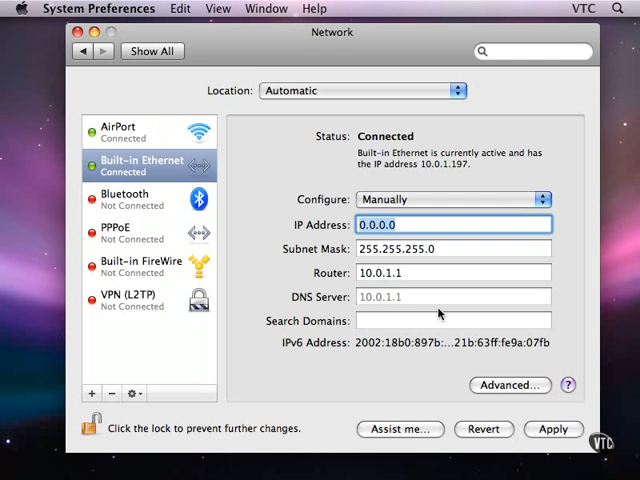 System Preferences Edit View Window Help VTC
Network
Show All
Location: Automatic
AirPort
Connected
Built-in Ethernet
Connected
Bluetooth
Not Connected
PPPoE
Not Connected
Built-in FireWire
Not Connected
VPN (L2TP)
Not Connected
Status: Connected
Built-in Ethernet is currently active and has
the IP address 10.0.1.197.
Configure: Manually
IP Address: 0.0.0.0
Subnet Mask: 255.255.255.0
Router: 10.0.1.1
DNS Server: 10.0.1.1
Search Domains:
IPv6 Address: 2002:18b0:897b:...21b:63ff:fe9a:07fb
Advanced... ?
Click the lock to prevent further changes.
Assist me... Revert Apply
VTC